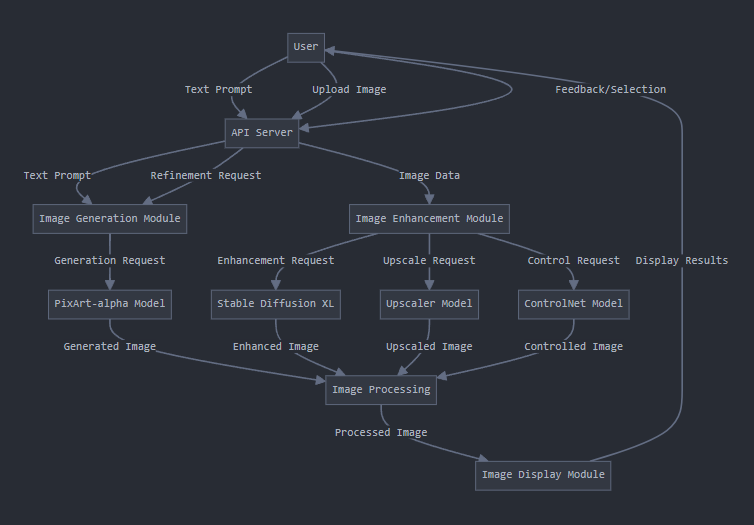 User
Text Prompt
Upload Image
Feedback/Selection
API Server
Text Prompt
Refinement Request
Image Data
Image Generation Module
Image Enhancement Module
Generation Request
Enhancement Request
Upscale Request
Control Request
Display Results
PixArt-alpha Model
Stable Diffusion XL
Upscaler Model
ControlNet Model
Generated Image
Enhanced Image
Upscaled Image
Controlled Image
Image Processing
Processed Image
Image Display Module